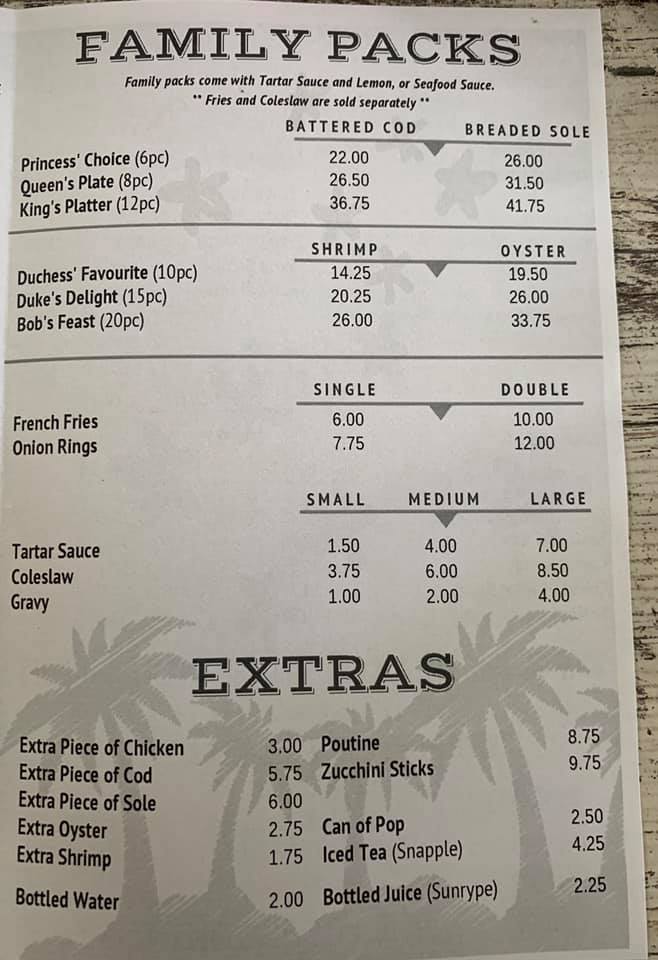 FAMILY PACKS
Family packs come with Tartar Sauce and Lemon, or Seafood Sauce.
** Fries and Coleslaw are sold separately **
BATTERED COD BREADED SOLE
Princess' Choice (6pc) 22.00 26.00
Queen's Plate (8pc) 26.50 31.50
King's Platter (12pc) 36.75 41.75
SHRIMP OYSTER
Duchess' Favourite (10pc) 14.25 19.50
Duke's Delight (15pc) 20.25 26.00
Bob's Feast (20pc) 26.00 33.75
SINGLE DOUBLE
French Fries 6.00 10.00
Onion Rings 7.75 12.00
SMALL MEDIUM LARGE
Tartar Sauce 1.50 4.00 7.00
Coleslaw 3.75 6.00 8.50
Gravy 1.00 2.00 4.00
EXTRAS
Extra Piece of Chicken 3.00 Poutine 8.75
Extra Piece of Cod 5.75 Zucchini Sticks 9.75
Extra Piece of Sole 6.00
Extra Oyster 2.75 Can of Pop 2.50
Extra Shrimp 1.75 Iced Tea (Snapple) 4.25
Bottled Water 2.00 Bottled Juice (Sunrype) 2.25